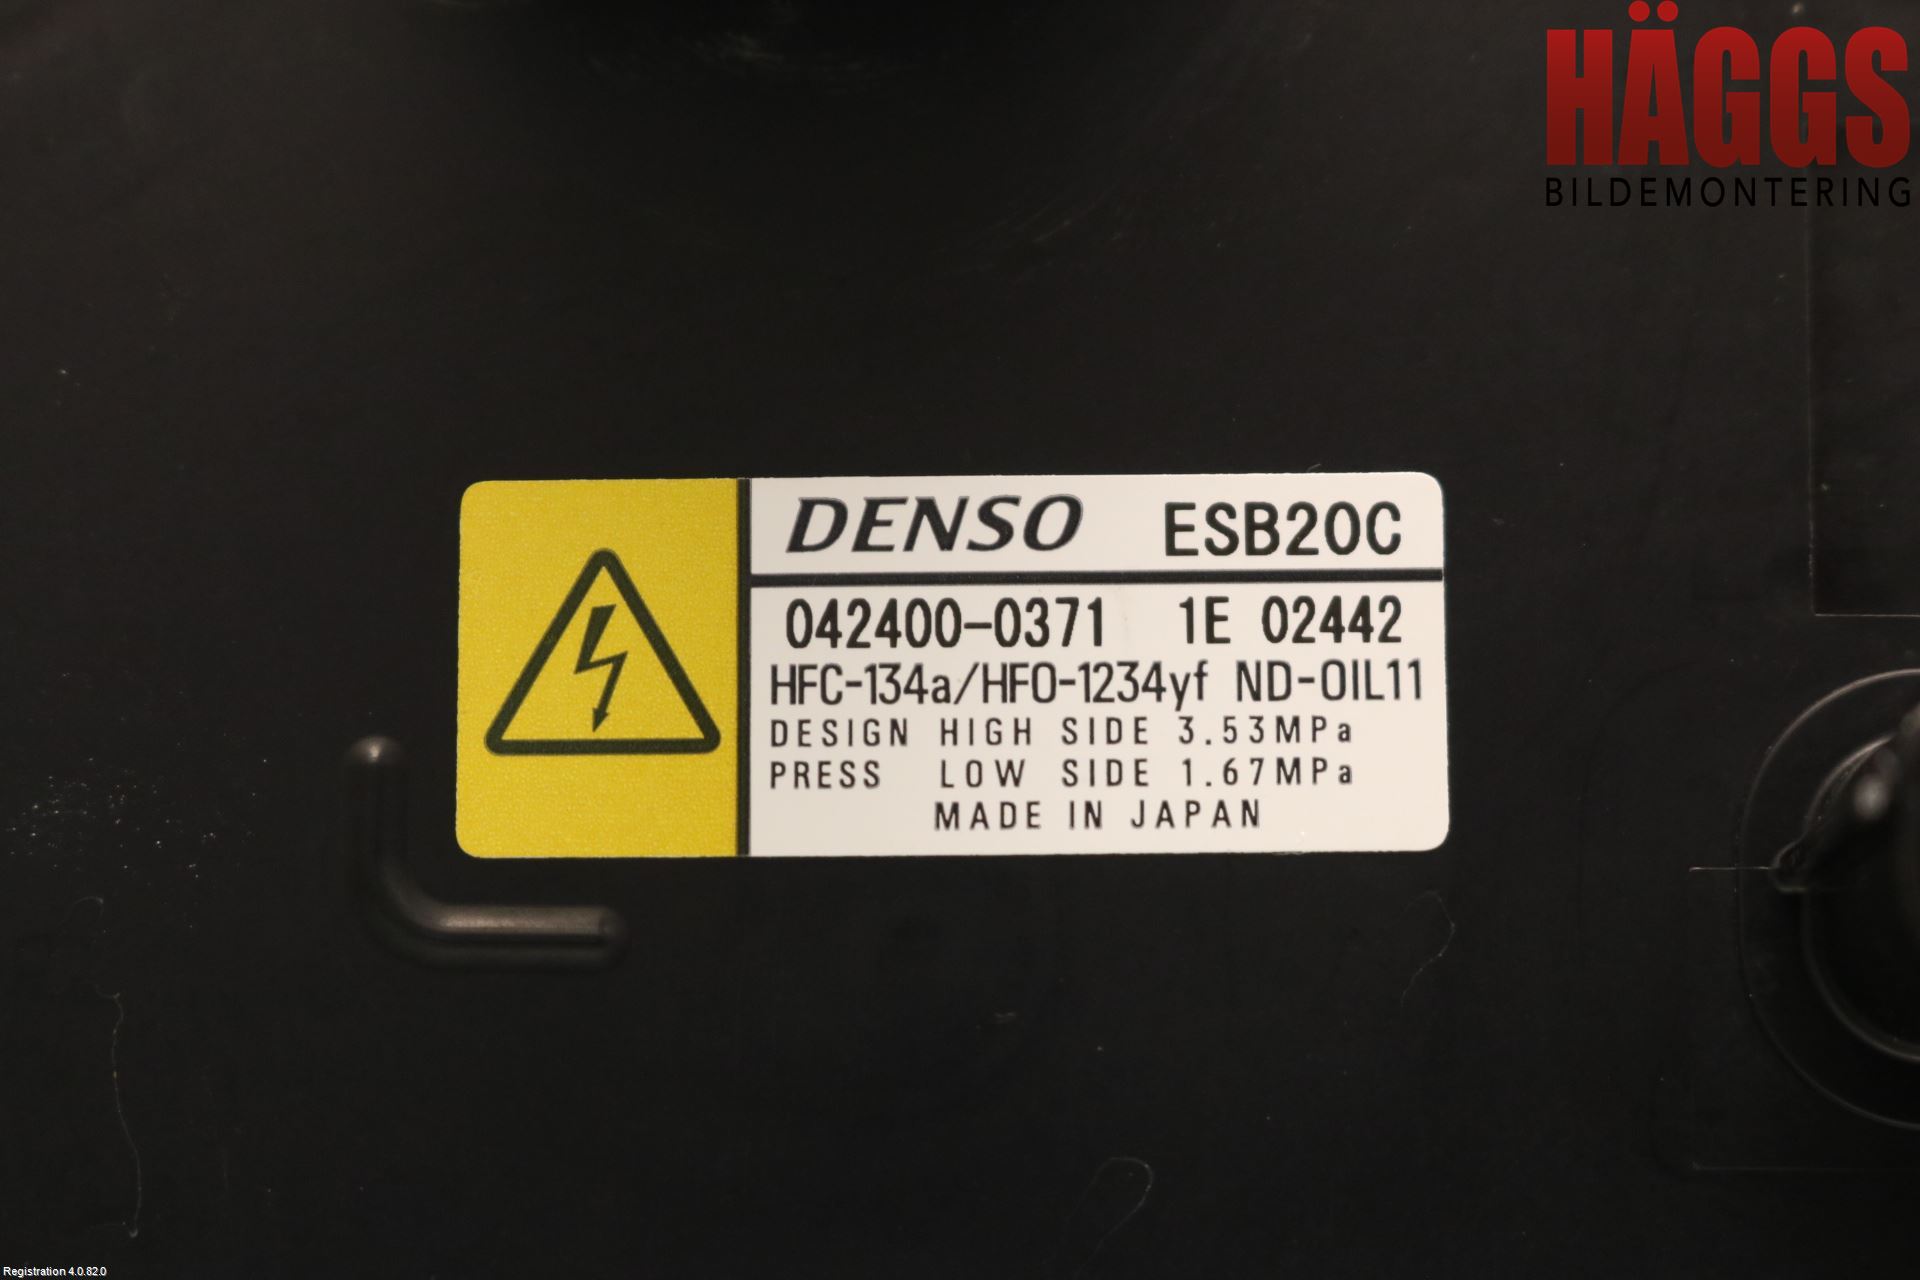 HÄGGS
BILDEMONTERING
DENSO ESB20C
042400-0371 1E 02442
HFC-134a/HFO-1234yf ND-OIL11
DESIGN HIGH SIDE 3.53MPa
PRESS LOW SIDE 1.67MPa
MADE IN JAPAN
Registration 4.0.82.0